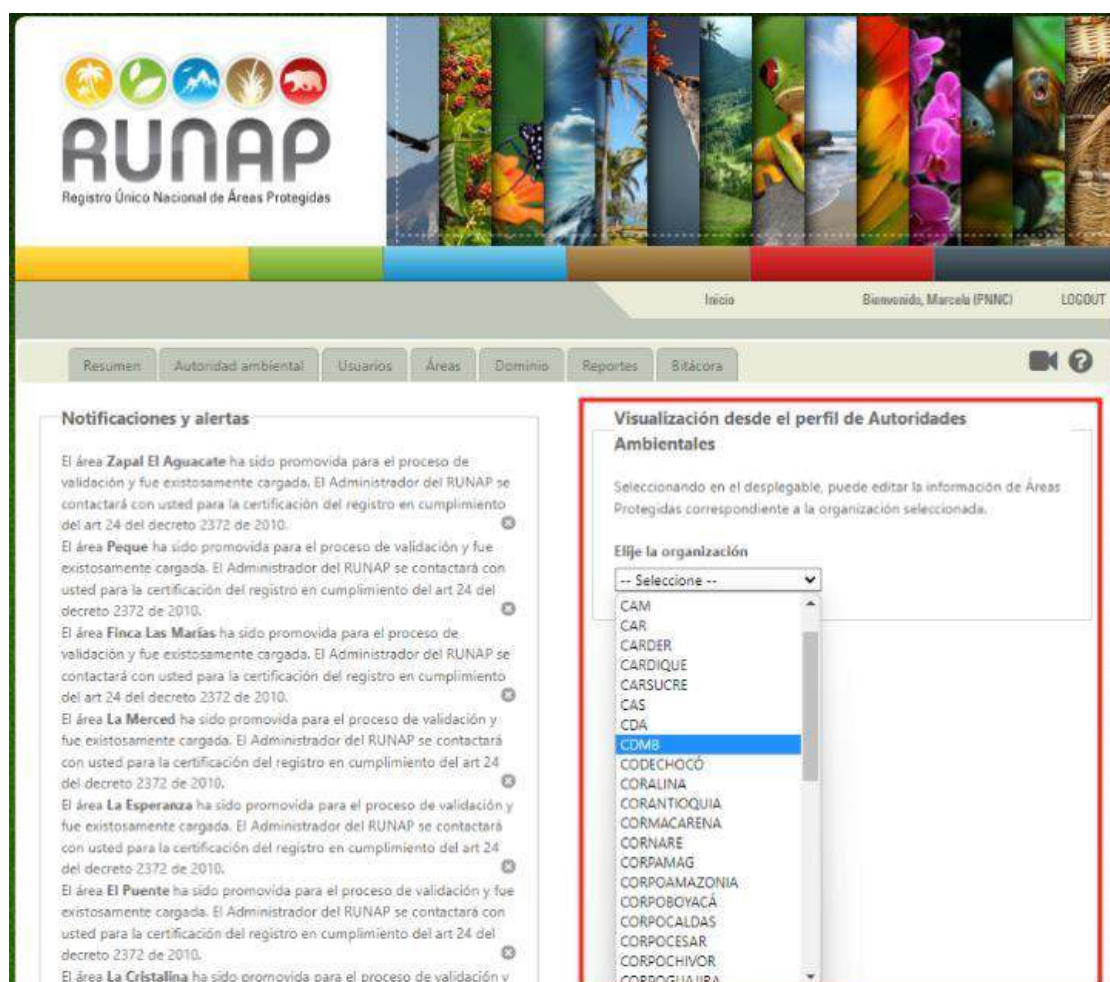 RUNAP
Registro Único Nacional de Áreas Protegidas
Inicio
Bienvenido, Marcela (PNNC)
LOGOUT
Resumen
Autoridad ambiental
Usuarios
Áreas
Dominio
Reportes
Bitácora
Notificaciones y alertas
El área Zapal El Aguacate ha sido promovida para el proceso de
validación y fue existosamente cargada. El Administrador del RUNAP se
contactará con usted para la certificación del registro en cumplimiento
del art 24 del decreto 2372 de 2010.
El área Peque ha sido promovida para el proceso de validación y fue
existosamente cargada. El Administrador del RUNAP se contactará con
usted para la certificación del registro en cumplimiento del art 24 del
decreto 2372 de 2010.
El área Finca Las Marías ha sido promovida para el proceso de
validación y fue existosamente cargada. El Administrador del RUNAP se
contactará con usted para la certificación del registro en cumplimiento
del art 24 del decreto 2372 de 2010.
El área La Merced ha sido promovida para el proceso de validación y
fue existosamente cargada. El Administrador del RUNAP se contactará
con usted para la certificación del registro en cumplimiento del art 24
del decreto 2372 de 2010.
El área La Esperanza ha sido promovida para el proceso de validación y
fue existosamente cargada. El Administrador del RUNAP se contactará
con usted para la certificación del registro en cumplimiento del art 24
del decreto 2372 de 2010.
El área El Puente ha sido promovida para el proceso de validación y fue
existosamente cargada. El Administrador del RUNAP se contactará con
usted para la certificación del registro en cumplimiento del art 24 del
decreto 2372 de 2010.
El área La Cristalina ha sido promovida para el proceso de validación y
Visualización desde el perfil de Autoridades
Ambientales
Seleccionando en el desplegable, puede editar la información de Áreas
Protegidas correspondiente a la organización seleccionada.
Elije la organización
-- Seleccione --
CAM
CAR
CARDER
CARDIQUE
CARSUCRE
CAS
CDA
CDMB
CODECHOCÓ
CORALINA
CORANTIOQUIA
CORMACARENA
CORNARE
CORPAMAG
CORPOAMAZONIA
CORPOBOYACÁ
CORPOCALDAS
CORPOCESAR
CORPOCHIVOR
CORPOGUAJIRA